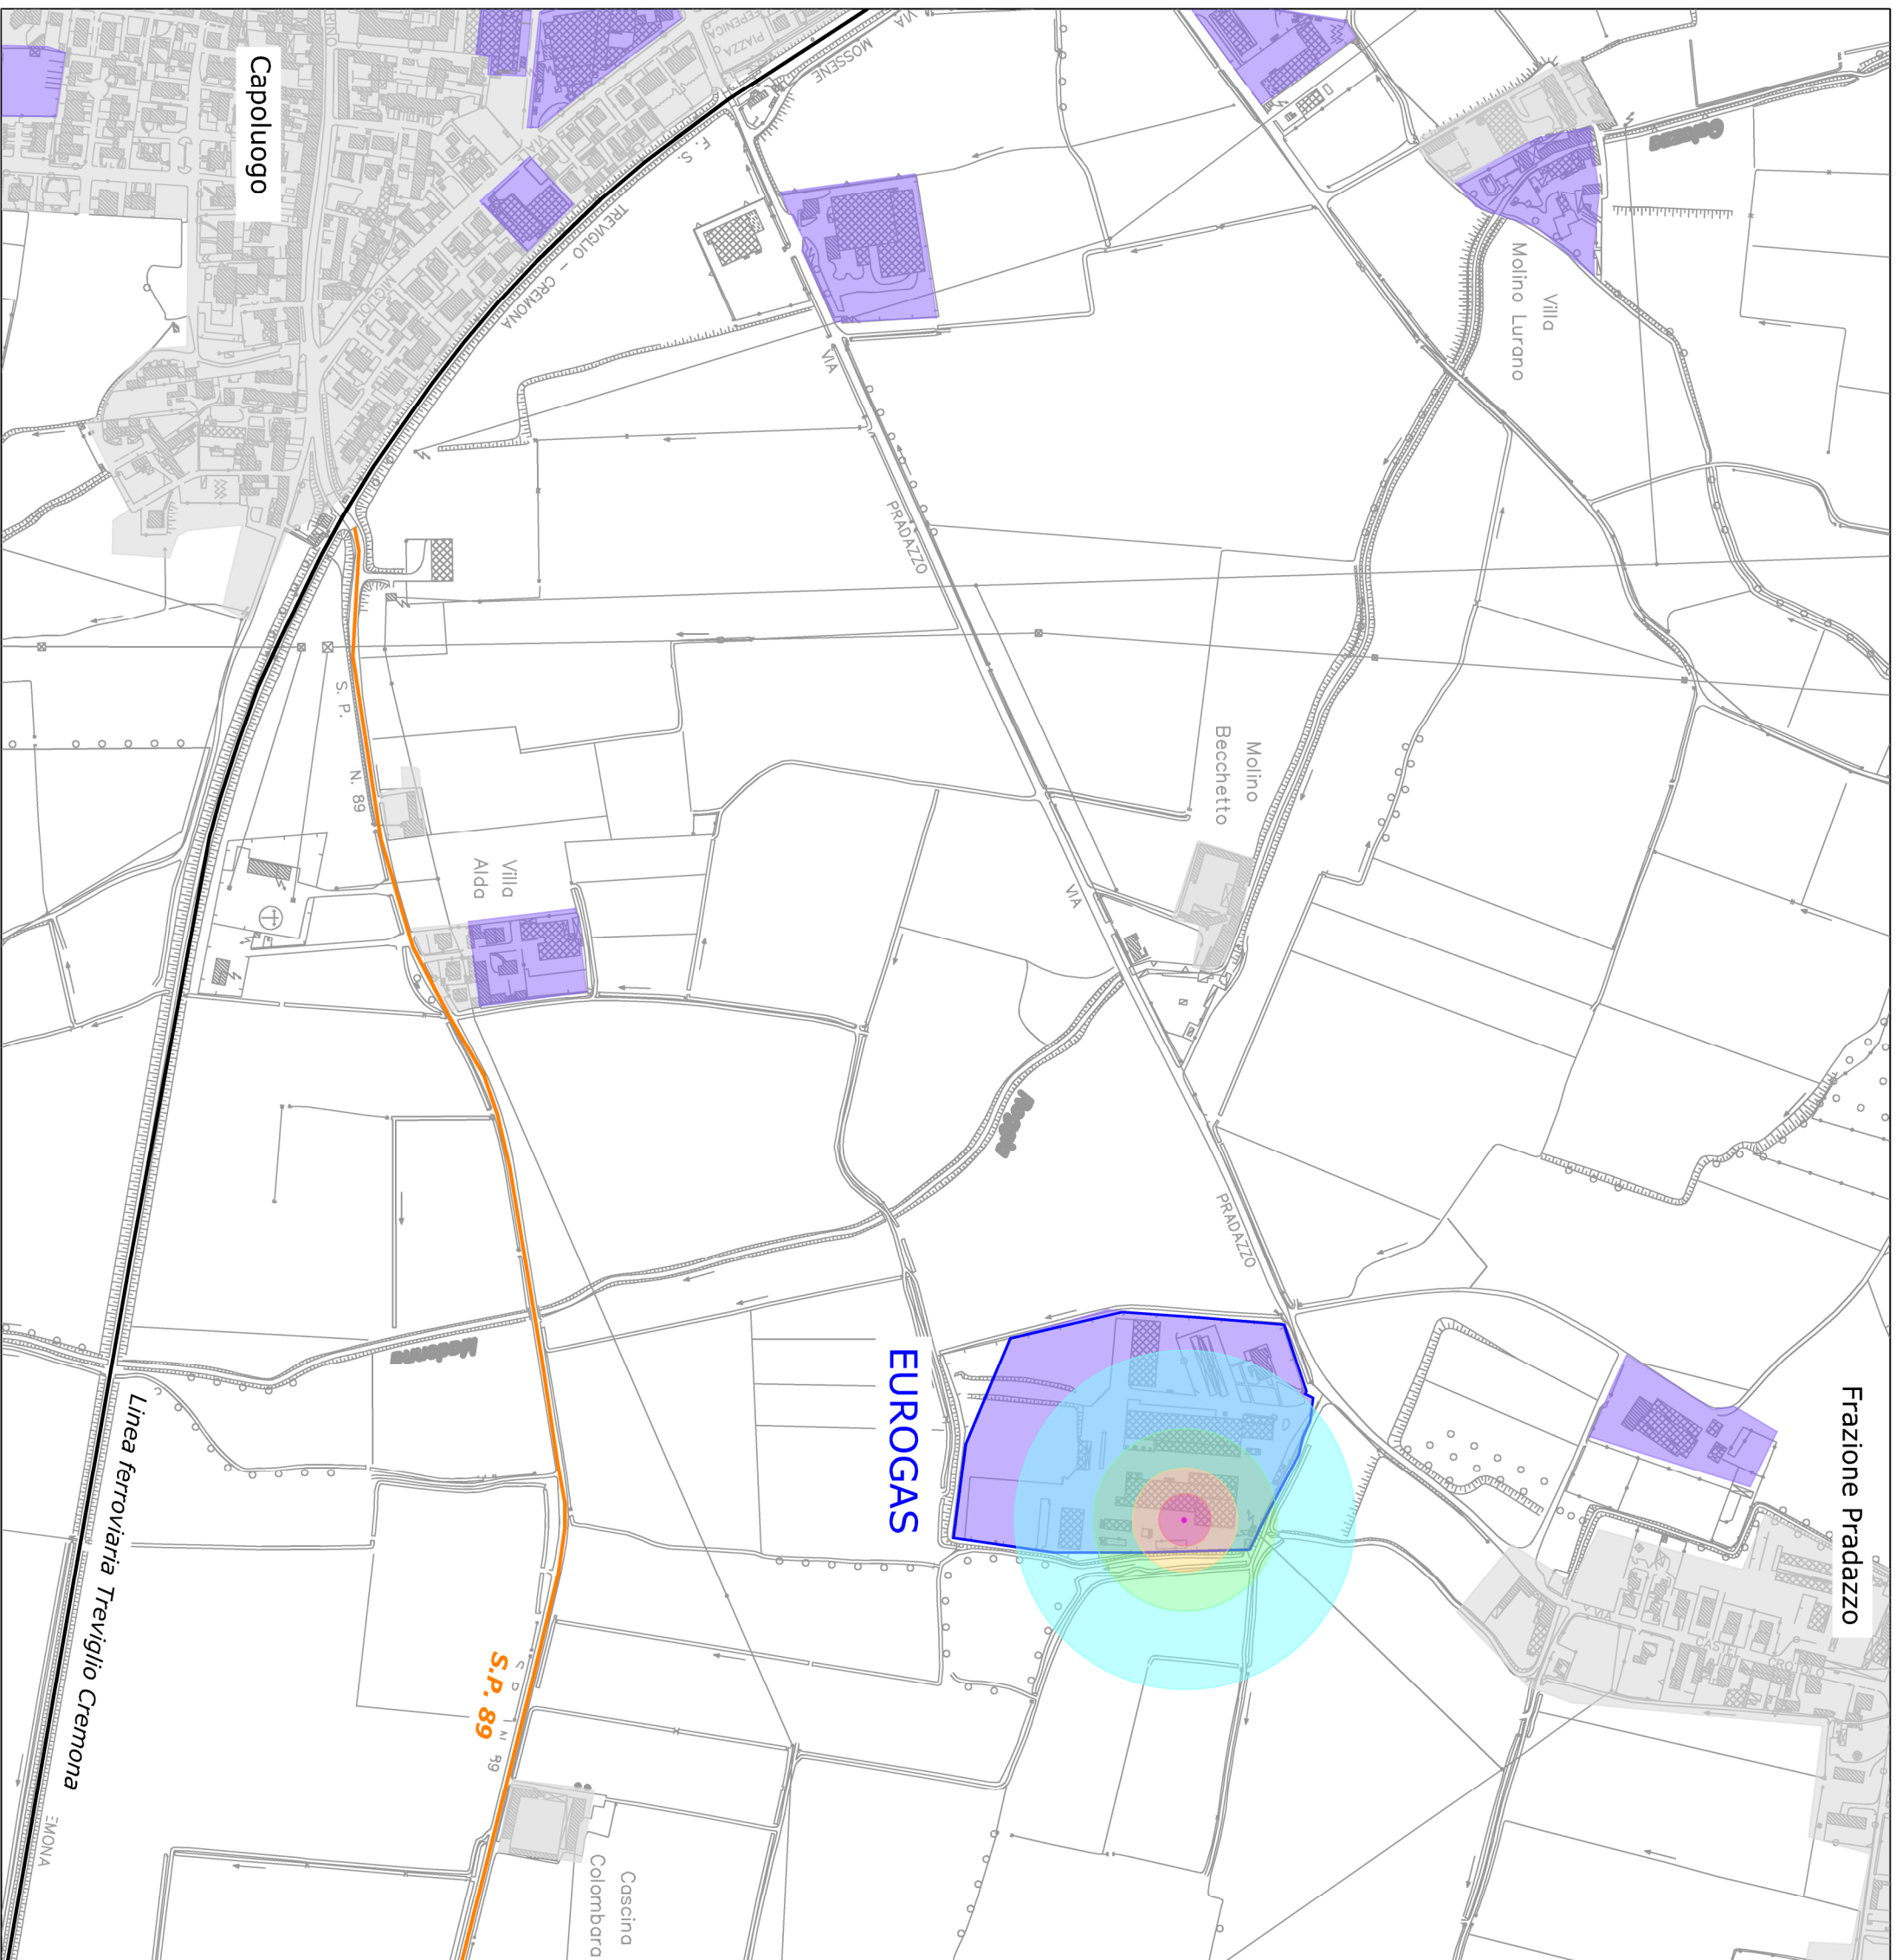 Capoluogo
PIAZZA
VIA
MOSSENE
F. S.
TREVIGLIO - CREMONA
VIA
PRADAZZO
Villa
Molino Lurano
Molino
Becchetto
S. P.
N. 89
Villa
Alda
VIA
PRADAZZO
Frazione Pradazzo
EUROGAS
Linea ferroviaria Treviglio Cremona
S.P. 89
Cascina
Colombara